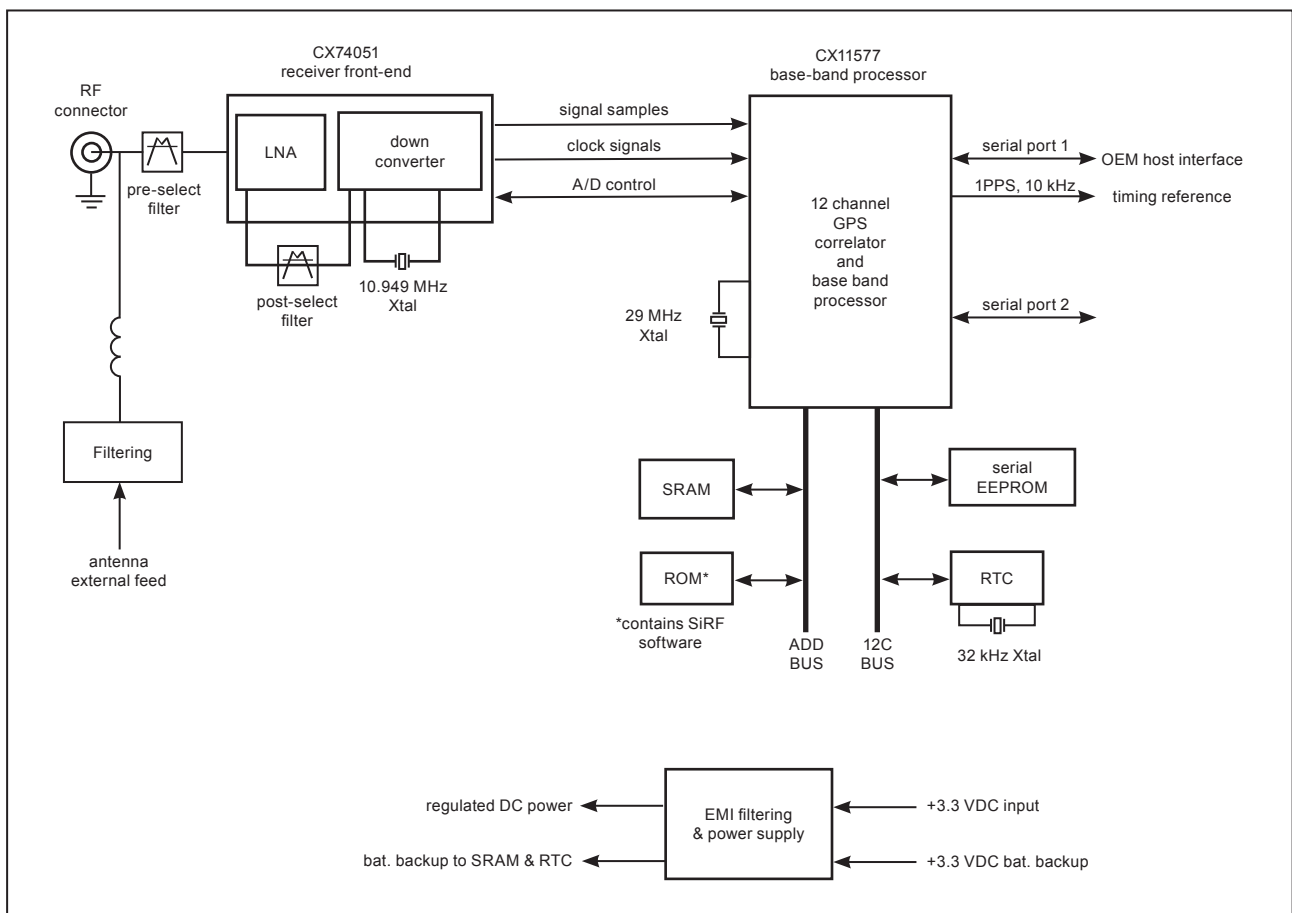 CX74051
receiver front-end
CX11577
base-band processor
RF
connector
pre-select
filter
LNA
down
converter
post-select
filter
10.949 MHz
Xtal
signal samples
clock signals
A/D control
12 channel
GPS
correlator
and
base band
processor
serial port 1
OEM host interface
1PPS, 10 kHz
timing reference
serial port 2
29 MHz
Xtal
Filtering
antenna
external feed
SRAM
ROM*
*contains SiRF
software
ADD
BUS
12C
BUS
serial
EEPROM
RTC
32 kHz Xtal
regulated DC power
bat. backup to SRAM & RTC
EMI filtering
& power supply
+3.3 VDC input
+3.3 VDC bat. backup